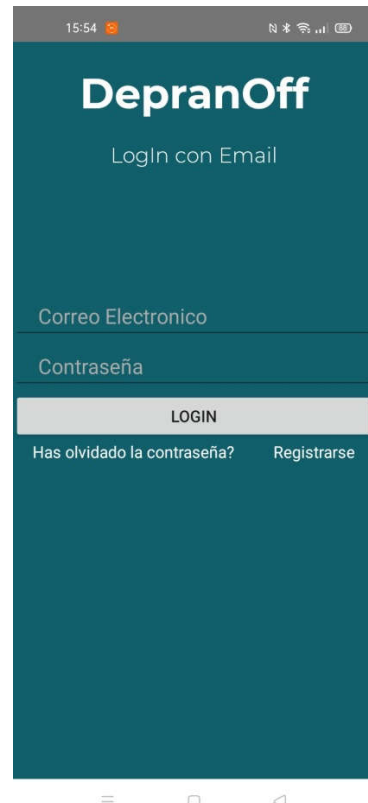 15:54
DepranOff
LogIn con Email
Correo Electronico
Contraseña
LOGIN
Has olvidado la contraseña? Registrarse